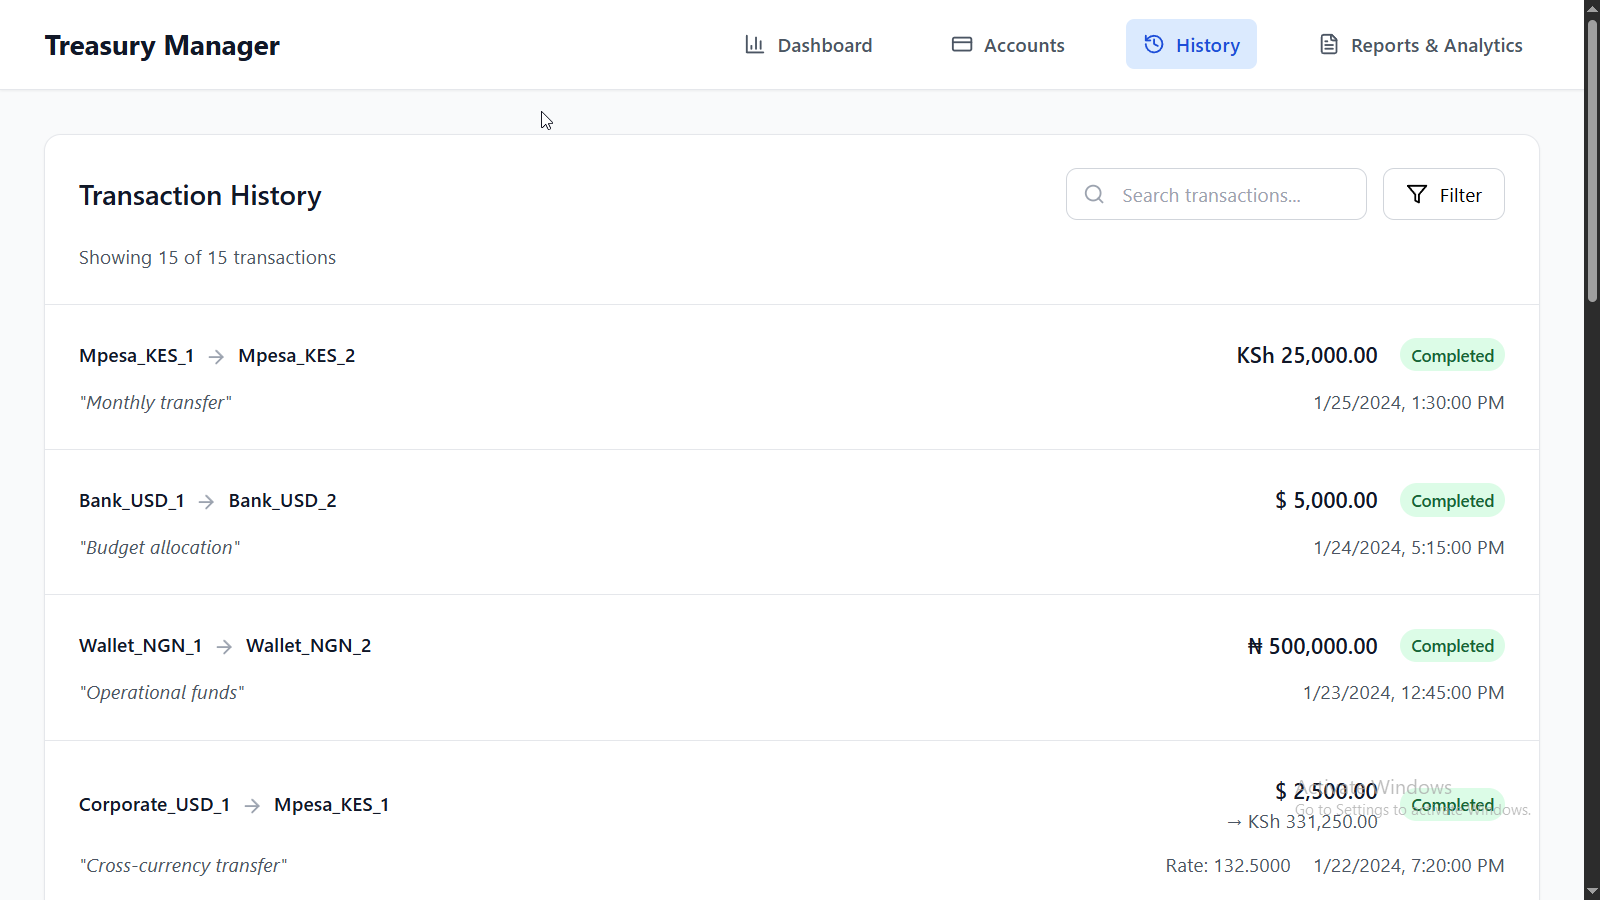 Treasury Manager
Dashboard
Accounts
History
Reports & Analytics
Transaction History
Search transactions...
Filter
Showing 15 of 15 transactions
Mpesa_KES_1 → Mpesa_KES_2
KSh 25,000.00
Completed
"Monthly transfer"
1/25/2024, 1:30:00 PM
Bank_USD_1 → Bank_USD_2
$ 5,000.00
Completed
"Budget allocation"
1/24/2024, 5:15:00 PM
Wallet_NGN_1 → Wallet_NGN_2
₦ 500,000.00
Completed
"Operational funds"
1/23/2024, 12:45:00 PM
Corporate_USD_1 → Mpesa_KES_1
$ 2,500.00
→ KSh 331,250.00
Completed
"Cross-currency transfer"
Rate: 132.5000
1/22/2024, 7:20:00 PM
Activate Windows
Go to Settings to activate Windows.